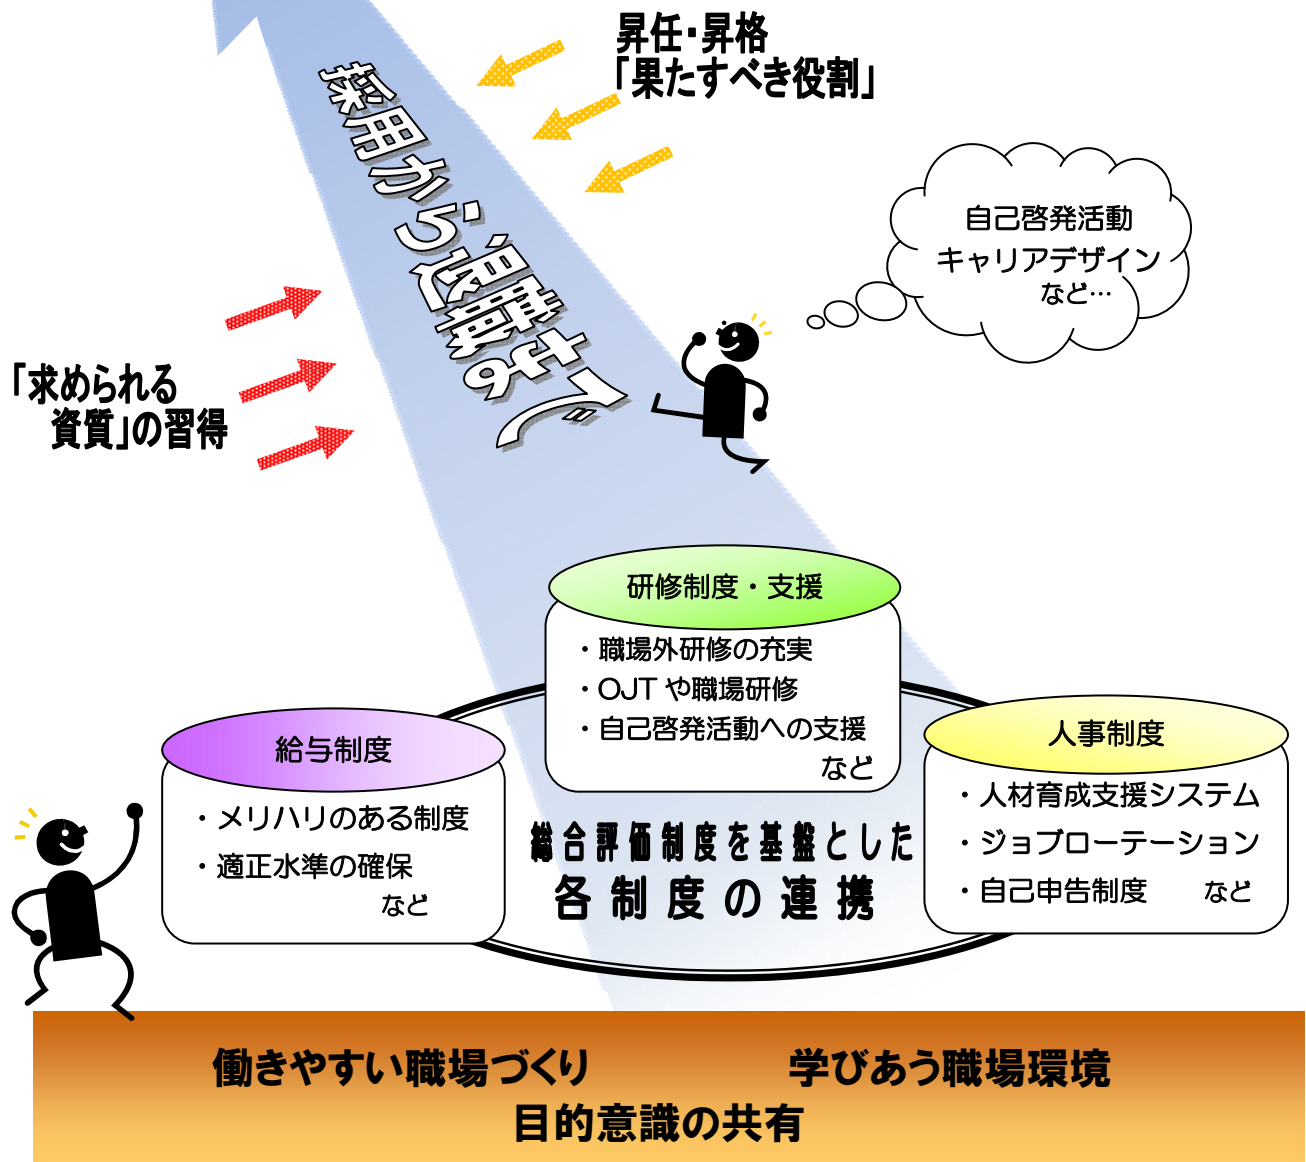 昇任・昇格
「果たすべき役割」
採用から退職まで
自己啓発活動
キャリアデザイン
など…
「求められる
資質」の習得
研修制度・支援
・職場外研修の充実
・OJTや職場研修
・自己啓発活動への支援
など
給与制度
・メリハリのある制度
・適正水準の確保
など
人事制度
・人材育成支援システム
・ジョブローテーション
・自己申告制度　など
総合評価制度を基盤とした
各制度の連携
働きやすい職場づくり　学びあう職場環境
目的意識の共有